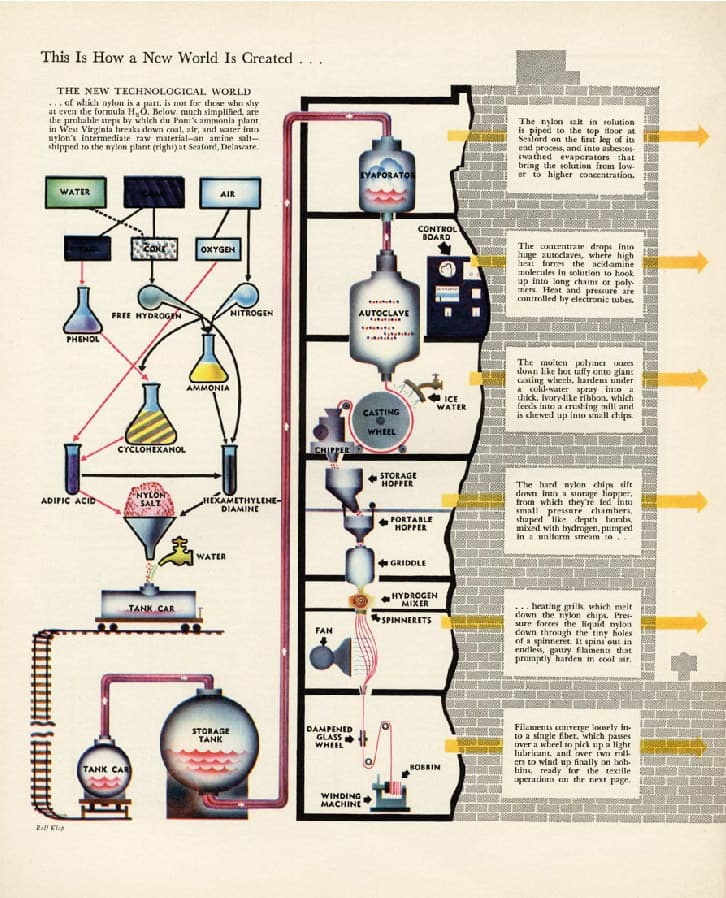 This Is How a New World Is Created . . .
THE NEW TECHNOLOGICAL WORLD
. . . of which nylon is a part, is not for those who shy
at even the formula H₂O. Below, much simplified, are
the probable steps by which du Pont's ammonia plant
in West Virginia breaks down coal, air, and water into
nylon's intermediate raw material—an amine salt—
shipped to the nylon plant (right) at Seaford, Delaware.
WATER
AIR
COKE
OXYGEN
FREE HYDROGEN
NITROGEN
PHENOL
AMMONIA
CYCLOHEXANOL
ADIPIC ACID
HEXAMETHYLENE-
DIAMINE
NYLON
SALT
WATER
TANK CAR
TANK CAR
STORAGE
TANK
Rolf Klep
EVAPORATOR
CONTROL
BOARD
AUTOCLAVE
ICE
WATER
CASTING
WHEEL
CHIPPER
STORAGE
HOPPER
PORTABLE
HOPPER
GRIDDLE
HYDROGEN
MIXER
SPINNERETS
FAN
DAMPENED
GLASS
WHEEL
BOBBIN
WINDING
MACHINE
The nylon salt in solution
is piped to the top floor at
Seaford on the first leg of its
end process, and into asbestos-
swathed evaporators that
bring the solution from low-
er to higher concentration.
The concentrate drops into
huge autoclaves, where high
heat forces the acid-amine
molecules in solution to hook
up into long chains or poly-
mers. Heat and pressure are
controlled by electronic tubes.
The molten polymer oozes
down like hot taffy onto giant
casting wheels, hardens under
a cold-water spray into a
thick, ivory-like ribbon, which
feeds into a crushing mill and
is chewed up into small chips.
The hard nylon chips sift
down into a storage hopper,
from which they're fed into
small pressure chambers,
shaped like depth bombs,
mixed with hydrogen, pumped
in a uniform stream to . . .
. . . heating grills, which melt
down the nylon chips. Pres-
sure forces the liquid nylon
down through the tiny holes
of a spinneret. It spins out in
endless, gauzy filaments that
promptly harden in cool air.
Filaments converge loosely in-
to a single fiber, which passes
over a wheel to pick up a light
lubricant, and over two roll-
ers to wind up finally on bob-
bins, ready for the textile
operations on the next page.